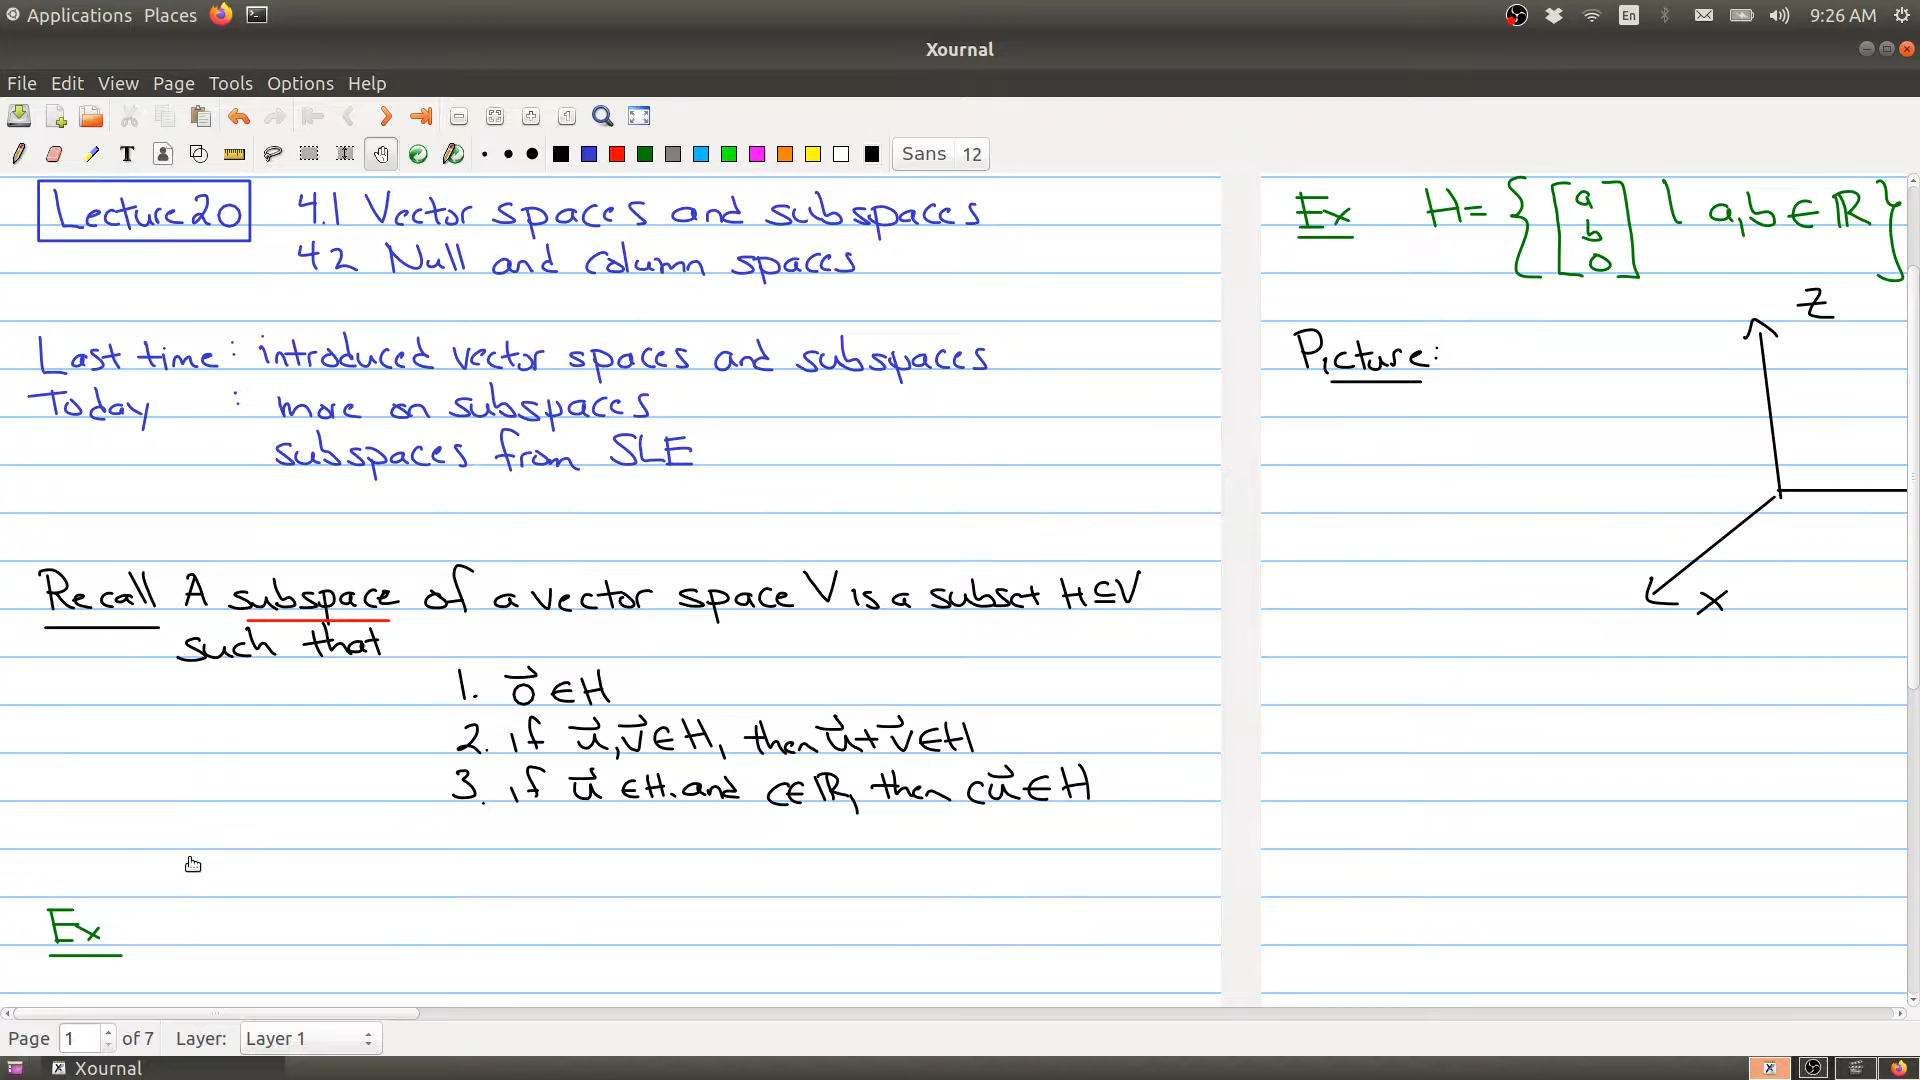 Applications Places En 9:26 AM
Xournal
File Edit View Page Tools Options Help
T Sans 12
Lecture 20 4.1 Vector spaces and subspaces
4.2 Null and column spaces
Last time: introduced vector spaces and subspaces
Today : more on subspaces
subspaces from SLE
Recall A subspace of a vector space V is a subset H⊆V
such that
1. 0⃗ ∈ H
2. if u⃗, v⃗ ∈ H, then u⃗ + v⃗ ∈ H
3. if u⃗ ∈ H and c∈ℝ, then cu⃗ ∈ H
Ex
Ex H= { [a b 0] | a,b ∈ ℝ }
Picture:
z
x
Page 1 of 7 Layer: Layer 1
Xournal